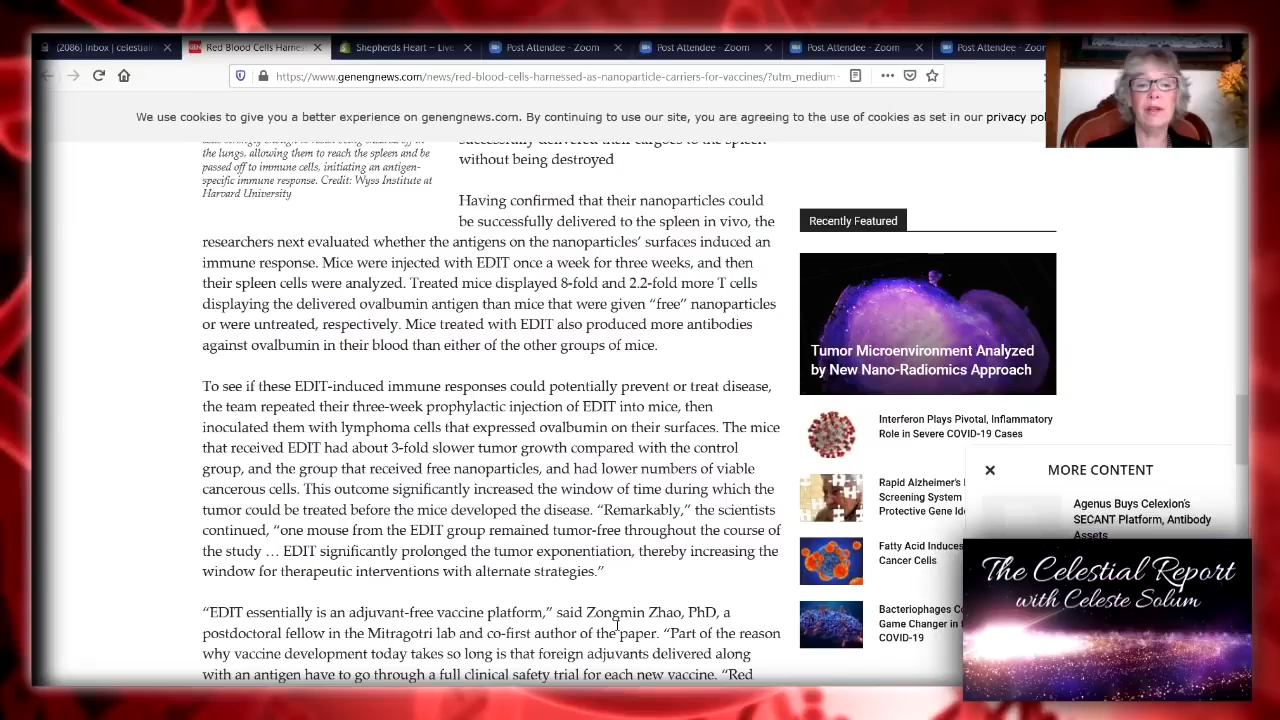 (2086) Inbox | celestialr
Red Blood Cells Harnes
Shepherds Heart – Live
Post Attendee - Zoom
Post Attendee - Zoom
Post Attendee - Zoom
Post Attendee - Zoom
https://www.genengnews.com/news/red-blood-cells-harnessed-as-nanoparticle-carriers-for-vaccines/?utm_medium
We use cookies to give you a better experience on genengnews.com. By continuing to use our site, you are agreeing to the use of cookies as set in our privacy pol
the lungs, allowing them to reach the spleen and be
passed off to immune cells, initiating an antigen-
specific immune response. Credit: Wyss Institute at
Harvard University
successfully delivered their cargoes to the spleen
without being destroyed
Having confirmed that their nanoparticles could
be successfully delivered to the spleen in vivo, the
researchers next evaluated whether the antigens on the nanoparticles’ surfaces induced an
immune response. Mice were injected with EDIT once a week for three weeks, and then
their spleen cells were analyzed. Treated mice displayed 8-fold and 2.2-fold more T cells
displaying the delivered ovalbumin antigen than mice that were given “free” nanoparticles
or were untreated, respectively. Mice treated with EDIT also produced more antibodies
against ovalbumin in their blood than either of the other groups of mice.
To see if these EDIT-induced immune responses could potentially prevent or treat disease,
the team repeated their three-week prophylactic injection of EDIT into mice, then
inoculated them with lymphoma cells that expressed ovalbumin on their surfaces. The mice
that received EDIT had about 3-fold slower tumor growth compared with the control
group, and the group that received free nanoparticles, and had lower numbers of viable
cancerous cells. This outcome significantly increased the window of time during which the
tumor could be treated before the mice developed the disease. “Remarkably,” the scientists
continued, “one mouse from the EDIT group remained tumor-free throughout the course of
the study … EDIT significantly prolonged the tumor exponentiation, thereby increasing the
window for therapeutic interventions with alternate strategies.”
“EDIT essentially is an adjuvant-free vaccine platform,” said Zongmin Zhao, PhD, a
postdoctoral fellow in the Mitragotri lab and co-first author of the paper. “Part of the reason
why vaccine development today takes so long is that foreign adjuvants delivered along
with an antigen have to go through a full clinical safety trial for each new vaccine. “Red
Recently Featured
Tumor Microenvironment Analyzed
by New Nano-Radiomics Approach
Interferon Plays Pivotal, Inflammatory
Role in Severe COVID-19 Cases
Rapid Alzheimer’s
Screening System
Protective Gene Id
Fatty Acid Induces
Cancer Cells
Bacteriophages Co
Game Changer in
COVID-19
MORE CONTENT
Agenus Buys Celexion’s
SECANT Platform, Antibody
Assets
The Celestial Report
with Celeste Solum